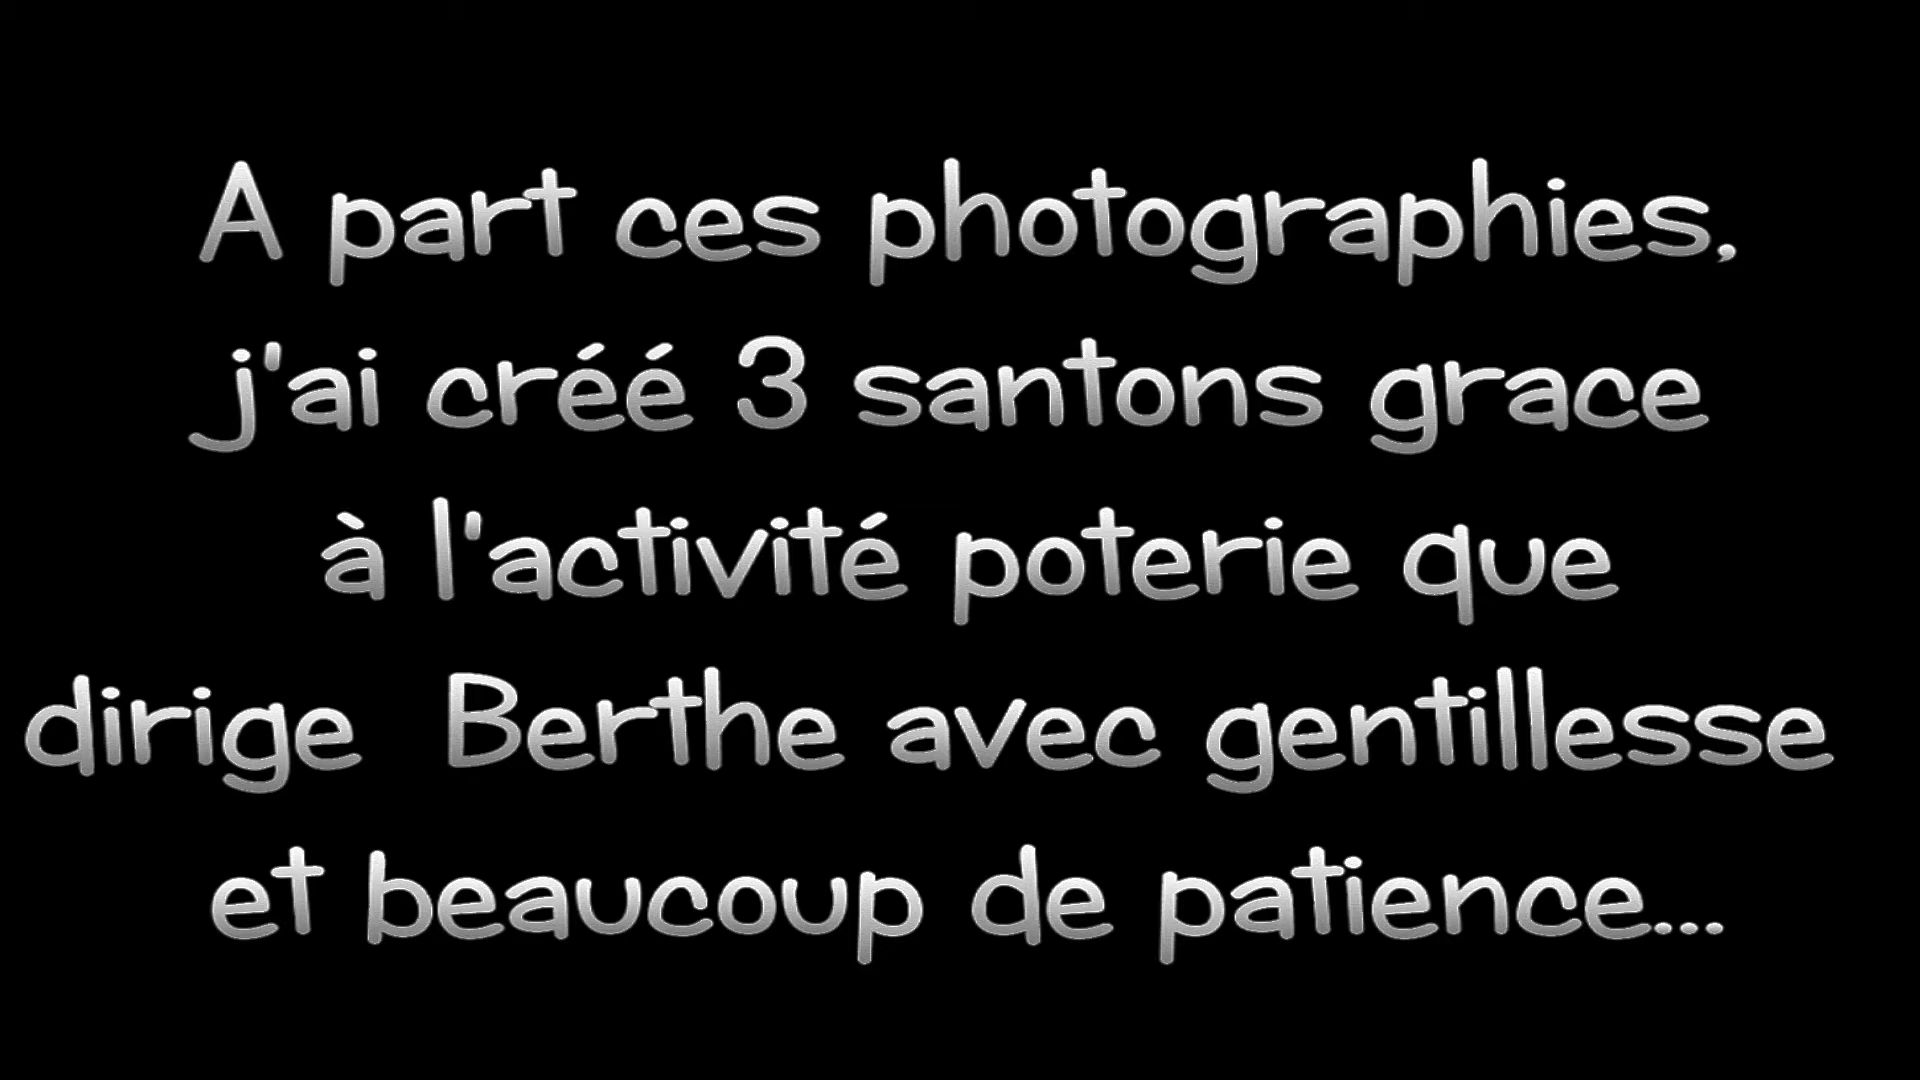 A part ces photographies,
j'ai créé 3 santons grace
à l'activité poterie que
dirige  Berthe avec gentillesse
et beaucoup de patience...